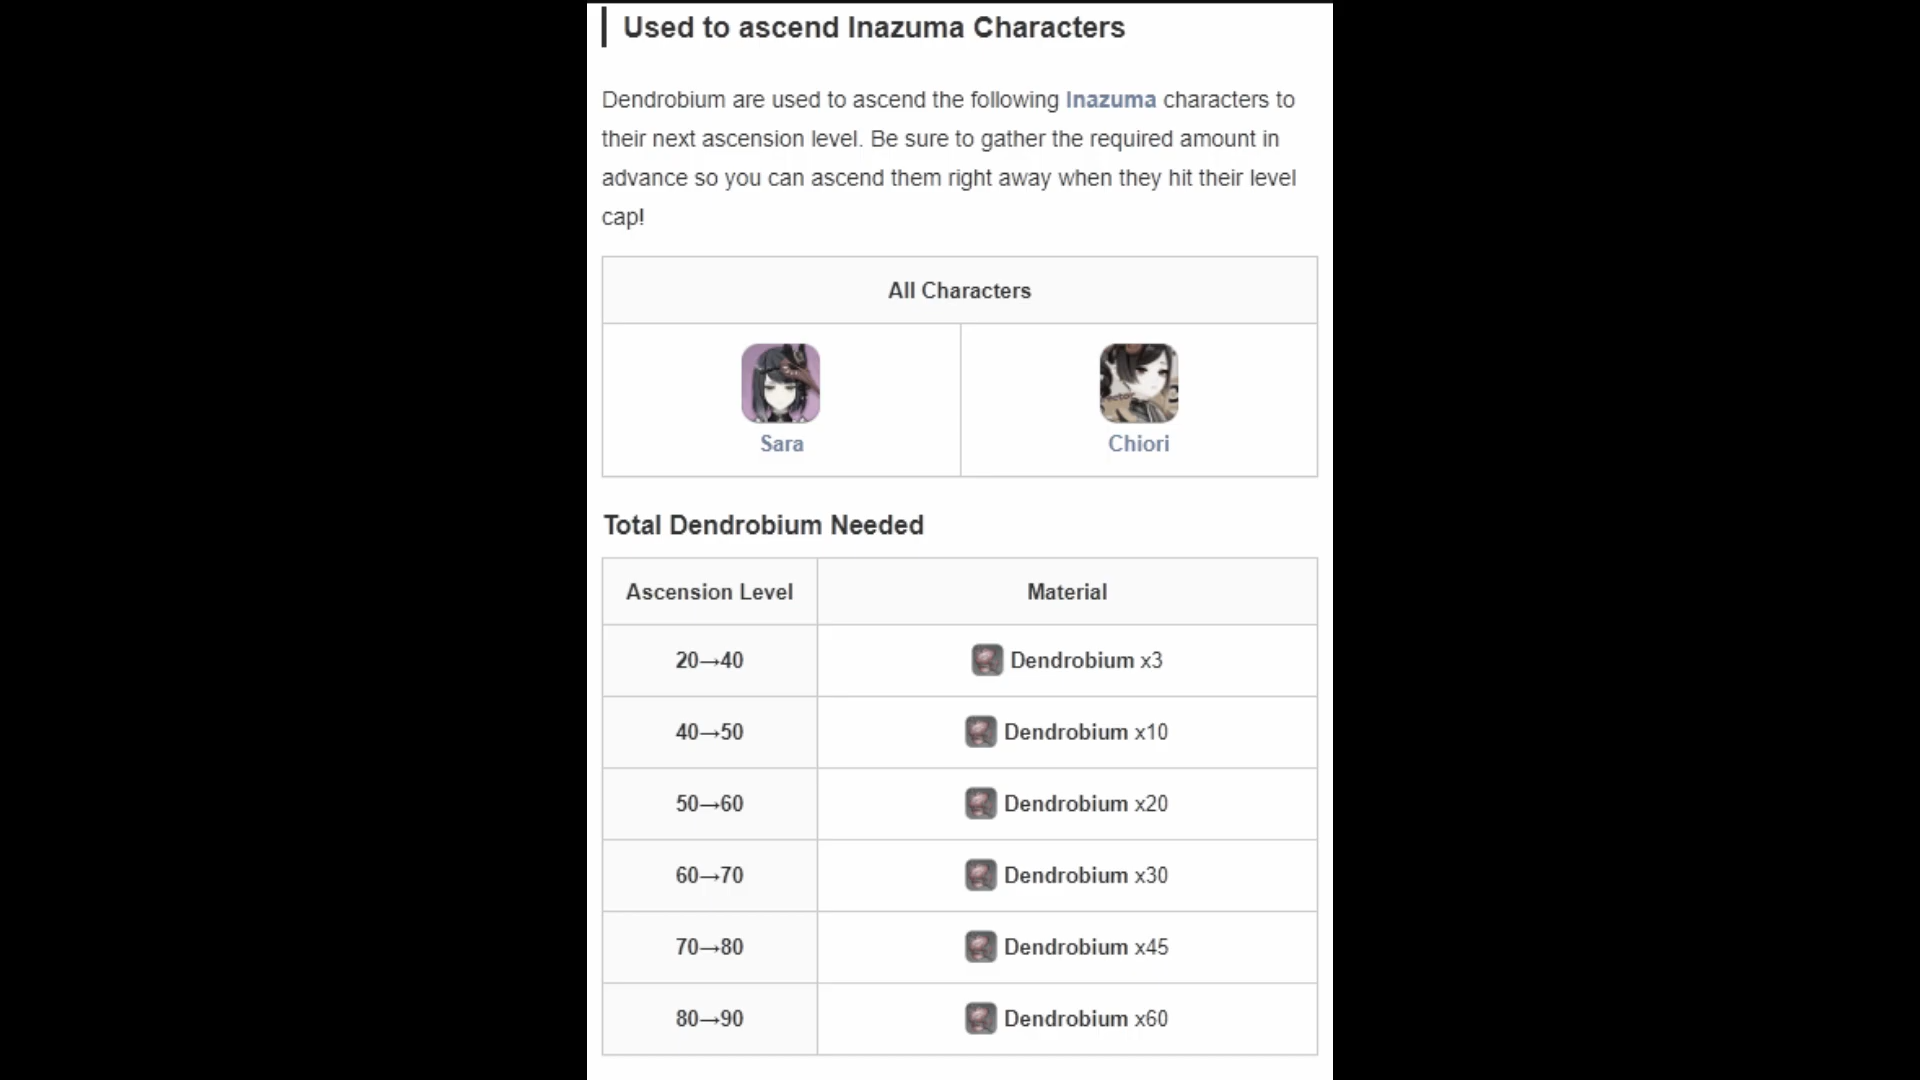 Used to ascend Inazuma Characters
Dendrobium are used to ascend the following Inazuma characters to
their next ascension level. Be sure to gather the required amount in
advance so you can ascend them right away when they hit their level
cap!
All Characters
Sara
Chiori
Total Dendrobium Needed
Ascension Level Material
20→40 Dendrobium x3
40→50 Dendrobium x10
50→60 Dendrobium x20
60→70 Dendrobium x30
70→80 Dendrobium x45
80→90 Dendrobium x60